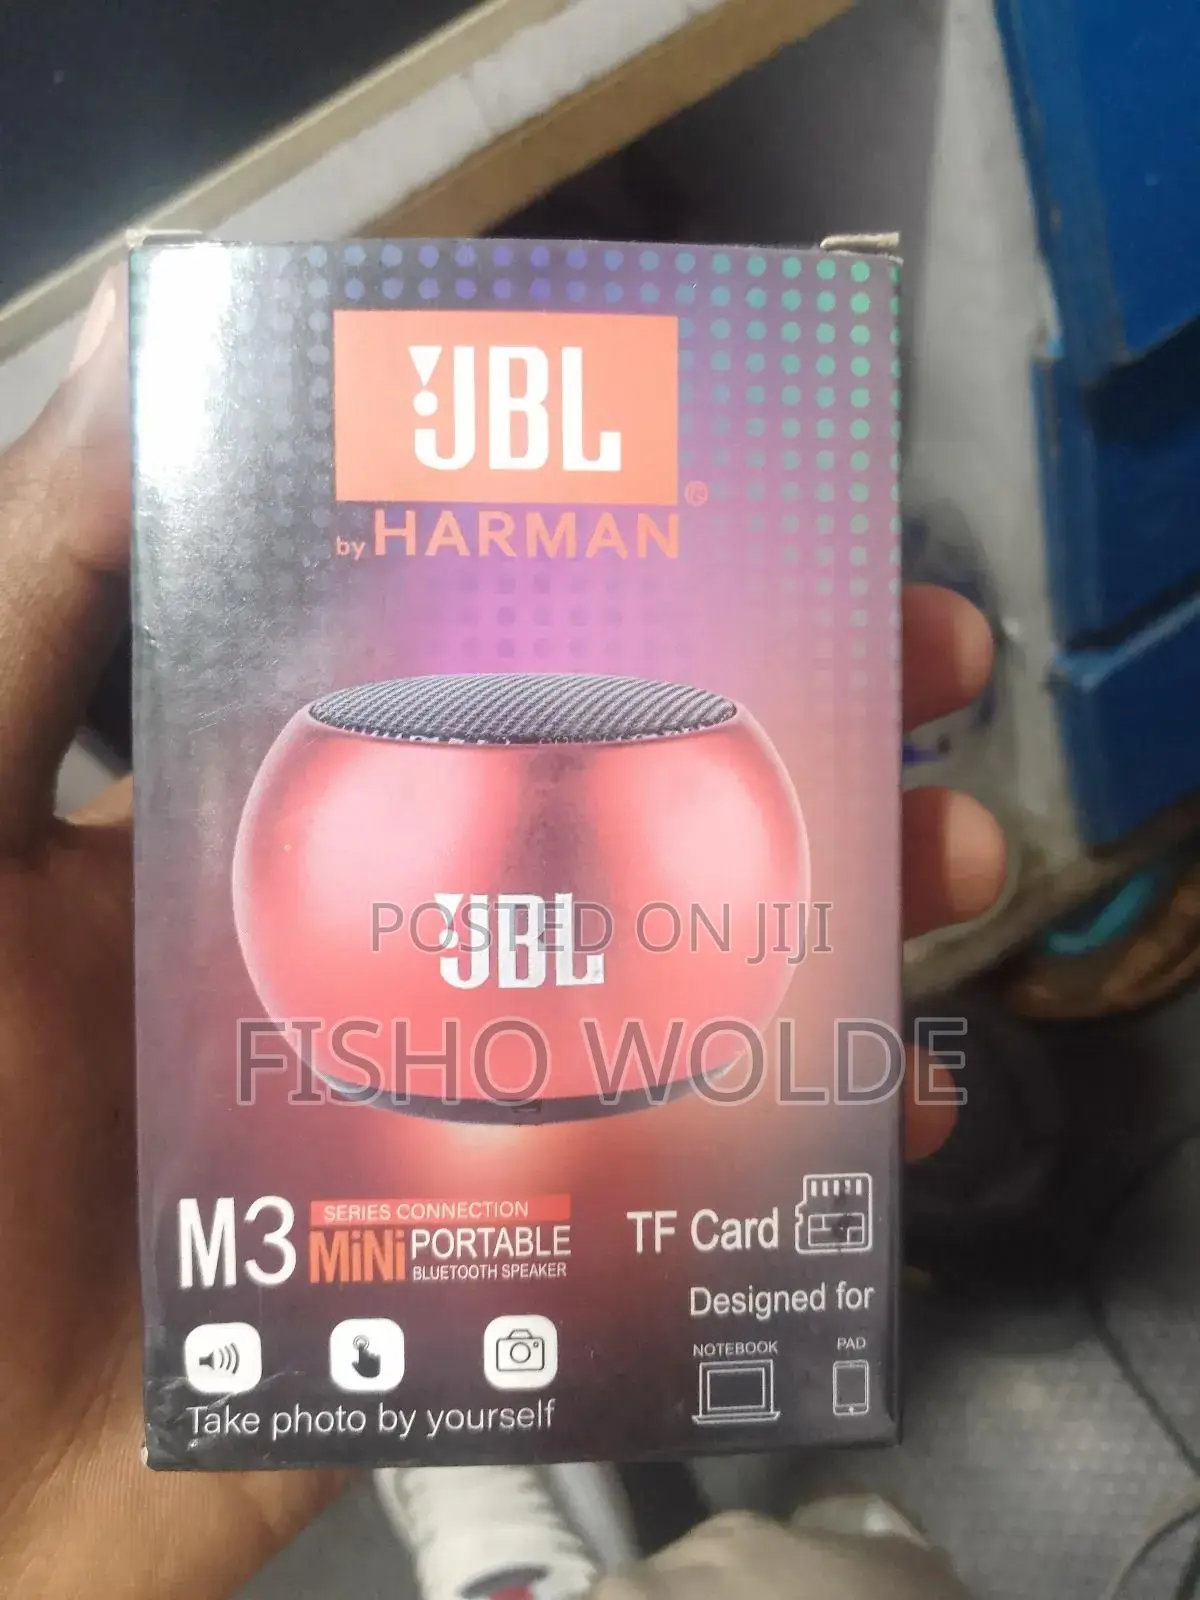 JBL
®
by HARMAN
JBL
POSTED ON JIJI
FISHO WOLDE
M3
SERIES CONNECTION
MiNi PORTABLE
BLUETOOTH SPEAKER
TF Card
Designed for
NOTEBOOK
PAD
Take photo by yourself